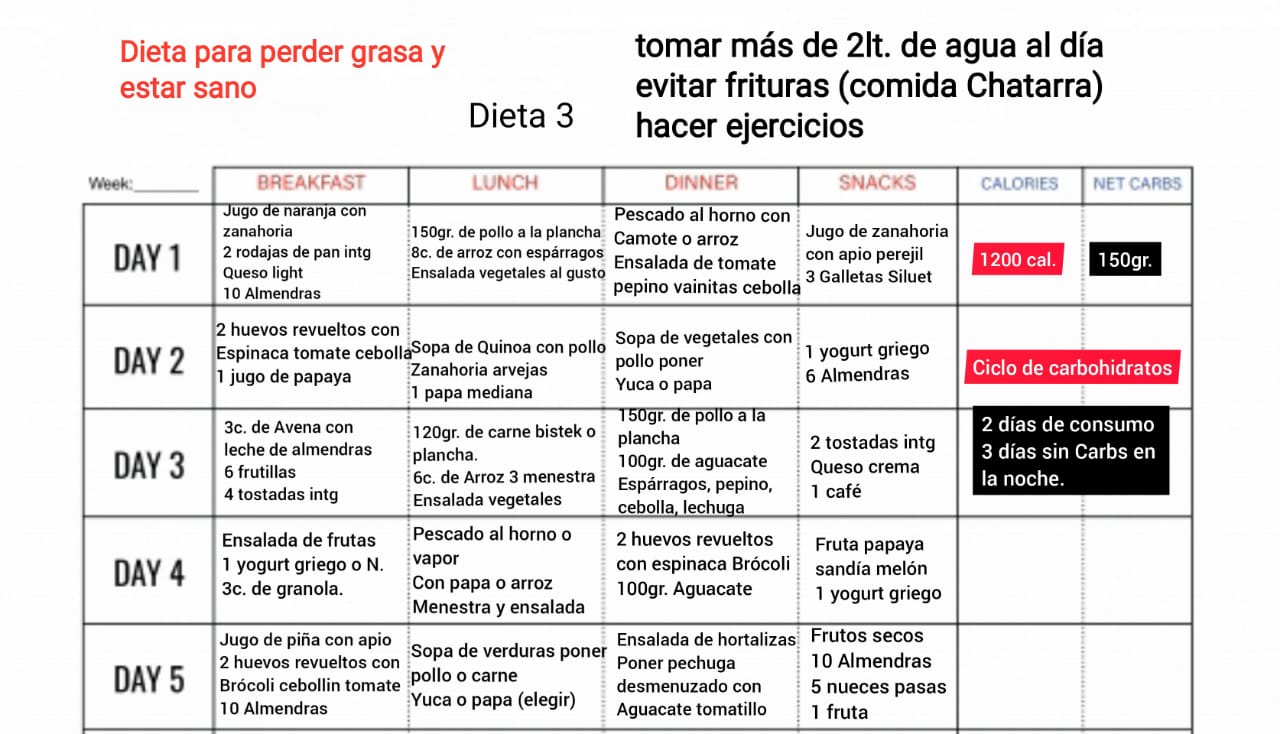 Dieta para perder grasa y
estar sano
Dieta 3
tomar más de 2lt. de agua al día
evitar frituras (comida Chatarra)
hacer ejercicios
Week:_______
BREAKFAST
LUNCH
DINNER
SNACKS
CALORIES
NET CARBS
DAY 1
Jugo de naranja con
zanahoria
2 rodajas de pan intg
Queso light
10 Almendras
150gr. de pollo a la plancha
8c. de arroz con espárragos
Ensalada vegetales al gusto
Pescado al horno con
Camote o arroz
Ensalada de tomate
pepino vainitas cebolla
Jugo de zanahoria
con apio perejil
3 Galletas Siluet
1200 cal.
150gr.
DAY 2
2 huevos revueltos con
Espinaca tomate cebolla
1 jugo de papaya
Sopa de Quinoa con pollo
Zanahoria arvejas
1 papa mediana
Sopa de vegetales con
pollo poner
Yuca o papa
1 yogurt griego
6 Almendras
Ciclo de carbohidratos
DAY 3
3c. de Avena con
leche de almendras
6 frutillas
4 tostadas intg
120gr. de carne bistek o
plancha.
6c. de Arroz 3 menestra
Ensalada vegetales
150gr. de pollo a la
plancha
100gr. de aguacate
Espárragos, pepino,
cebolla, lechuga
2 tostadas intg
Queso crema
1 café
2 días de consumo
3 días sin Carbs en
la noche.
DAY 4
Ensalada de frutas
1 yogurt griego o N.
3c. de granola.
Pescado al horno o
vapor
Con papa o arroz
Menestra y ensalada
2 huevos revueltos
con espinaca Brócoli
100gr. Aguacate
Fruta papaya
sandía melón
1 yogurt griego
DAY 5
Jugo de piña con apio
2 huevos revueltos con
Brócoli cebollin tomate
10 Almendras
Sopa de verduras poner
pollo o carne
Yuca o papa (elegir)
Ensalada de hortalizas
Poner pechuga
desmenuzado con
Aguacate tomatillo
Frutos secos
10 Almendras
5 nueces pasas
1 fruta